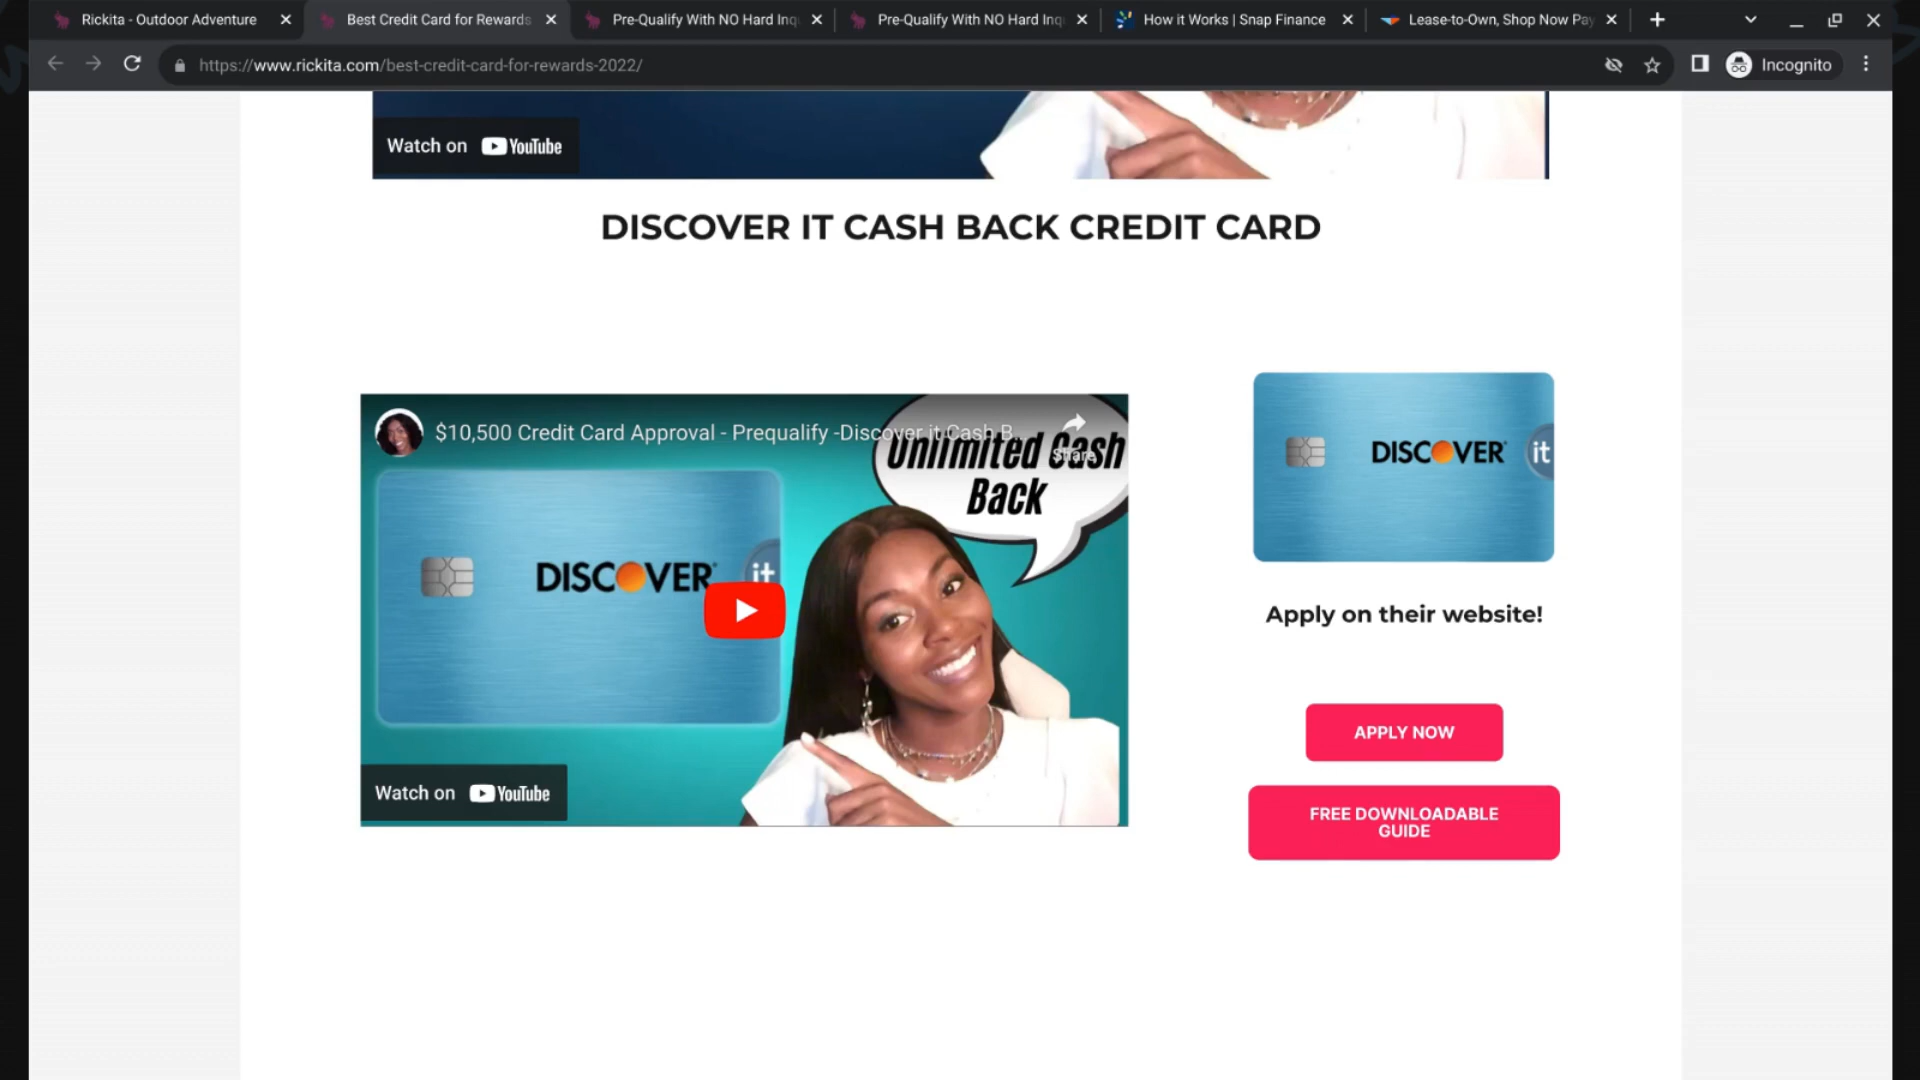 Rickita - Outdoor Adventure
Best Credit Card for Rewards
Pre-Qualify With NO Hard Inq
Pre-Qualify With NO Hard Inq
How it Works | Snap Finance
Lease-to-Own, Shop Now Pay
https://www.rickita.com/best-credit-card-for-rewards-2022/
Incognito
Watch on YouTube
DISCOVER IT CASH BACK CREDIT CARD
$10,500 Credit Card Approval - Prequalify -Discover it Cash B...
Share
Unlimited Cash
Back
DISCOVER
it
Watch on YouTube
DISCOVER
it
Apply on their website!
APPLY NOW
FREE DOWNLOADABLE
GUIDE